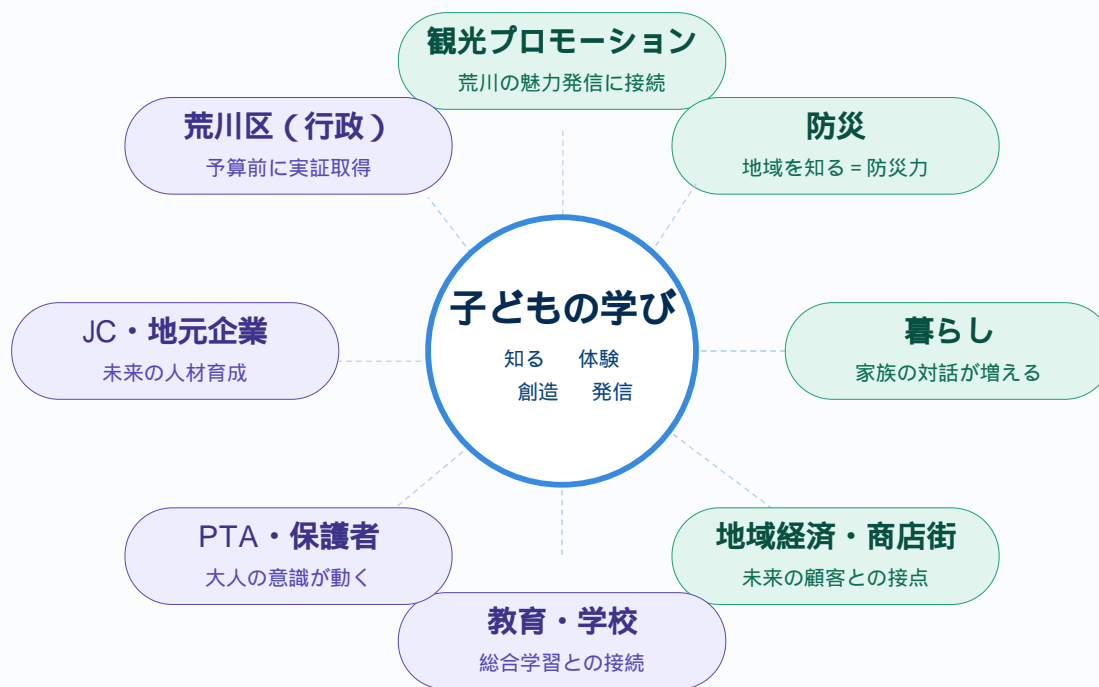 観光プロモーション
荒川の魅力発信に接続
荒川区（行政）
予算前に実証取得
防災
地域を知る＝防災力
子どもの学び
知る 体験
創造 発信
JC・地元企業
未来の人材育成
暮らし
家族の対話が増える
PTA・保護者
大人の意識が動く
地域経済・商店街
未来の顧客との接点
教育・学校
総合学習との接続